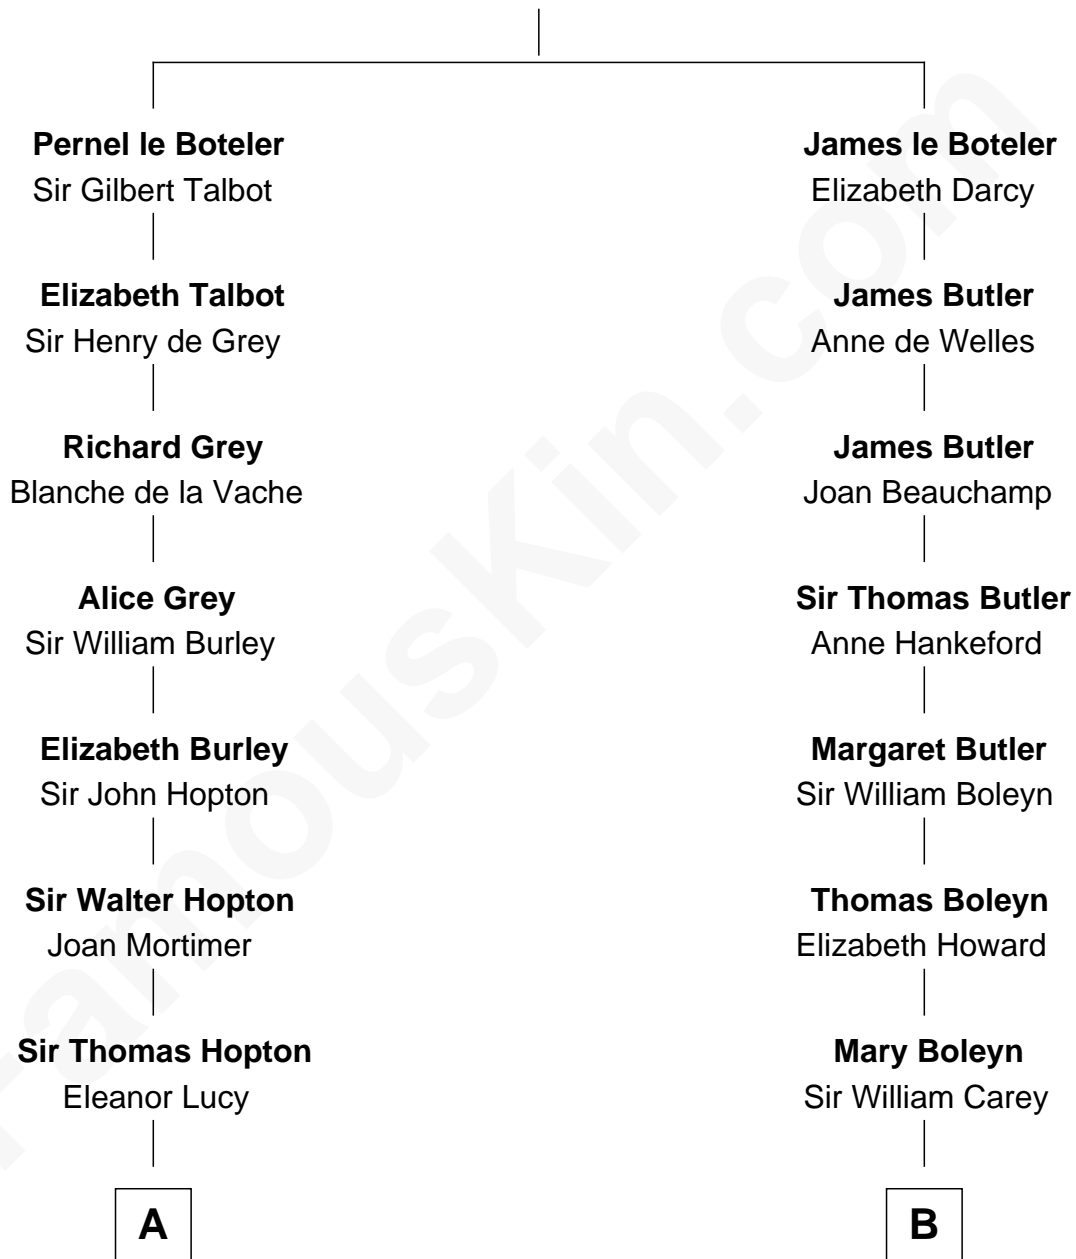 Pernel le Boteler
Sir Gilbert Talbot
Elizabeth Talbot
Sir Henry de Grey
Richard Grey
Blanche de la Vache
Alice Grey
Sir William Burley
Elizabeth Burley
Sir John Hopton
Sir Walter Hopton
Joan Mortimer
Sir Thomas Hopton
Eleanor Lucy
A
James le Boteler
Elizabeth Darcy
James Butler
Anne de Welles
James Butler
Joan Beauchamp
Sir Thomas Butler
Anne Hankeford
Margaret Butler
Sir William Boleyn
Thomas Boleyn
Elizabeth Howard
Mary Boleyn
Sir William Carey
B
FamousKin.com